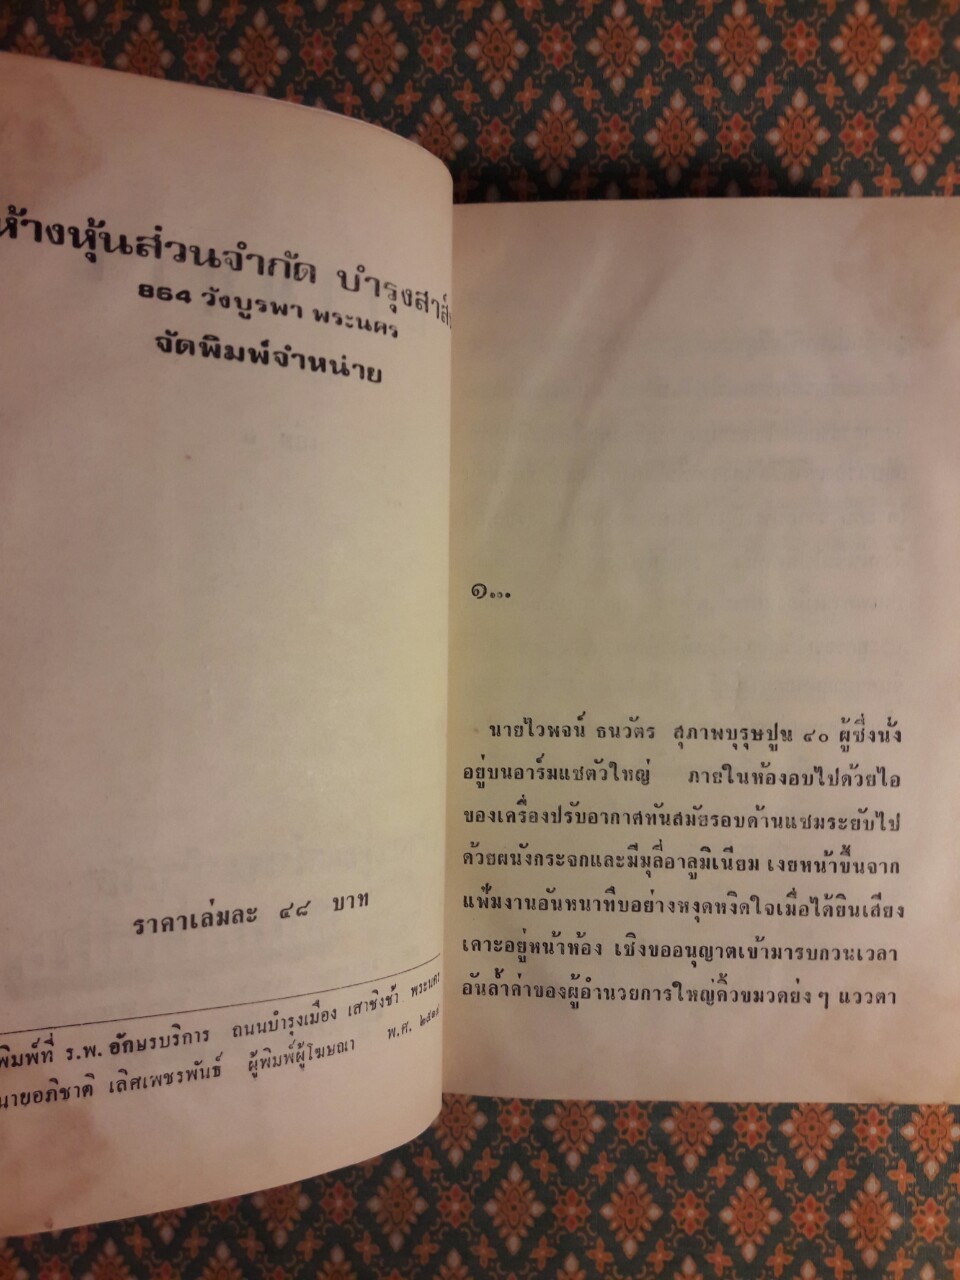 ห้างหุ้นส่วนจำกัด บำรุงสาส์น
864 วังบูรพา พระนคร
จัดพิมพ์จำหน่าย
ราคาเล่มละ ๔๘ บาท
พิมพ์ที่ ร.พ. อักษรบริการ ถนนบำรุงเมือง เสาชิงช้า พระนคร
นายอภิชาติ เลิศเพชรพันธ์ ผู้พิมพ์ผู้โฆษณา พ.ศ.
๑...
นายไวพจน์ ธนวัตร สุภาพบุรุษปูน ๔๐ ผู้ซึ่งนั่ง
อยู่บนอาร์มแชตัวใหญ่ ภายในห้องอบไปด้วยไอ
ของเครื่องปรับอากาศทันสมัยรอบด้านแชมระยับไป
ด้วยผนังกระจกและมีมุลี่อาลูมิเนียม เงยหน้าขึ้นจาก
แฟ้มงานอันหนาทึบอย่างหงุดหงิดใจเมื่อได้ยินเสียง
เคาะอยู่หน้าห้อง เชิงขออนุญาตเข้ามารบกวนเวลา
อันล้ำค่าของผู้อำนวยการใหญ่คิ้วขมวดย่ง ๆ แววตา